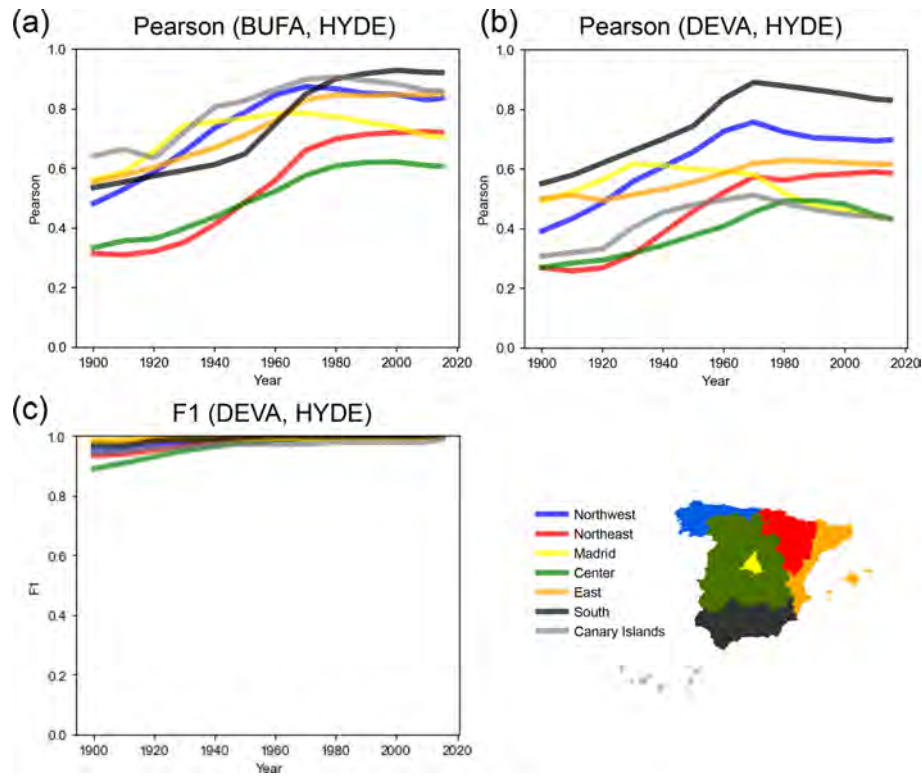 (a) Pearson (BUFA, HYDE)
1.0
0.8
0.6
0.4
0.2
0.0
Pearson
1900 1920 1940 1960 1980 2000 2020
Year
(b) Pearson (DEVA, HYDE)
1.0
0.8
0.6
0.4
0.2
0.0
Pearson
1900 1920 1940 1960 1980 2000 2020
Year
(c) F1 (DEVA, HYDE)
1.0
0.8
0.6
0.4
0.2
0.0
F1
1900 1920 1940 1960 1980 2000 2020
Year
Northwest
Northeast
Madrid
Center
East
South
Canary Islands